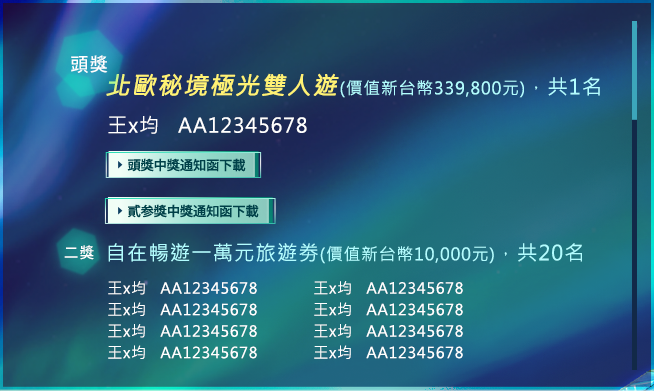 頭獎
北歐秘境極光雙人遊(價值新台幣339,800元)，共1名
王x均 AA12345678
頭獎中獎通知函下載
貳参獎中獎通知函下載
二獎
自在暢遊一萬元旅遊券(價值新台幣10,000元)，共20名
王x均 AA12345678 王x均 AA12345678
王x均 AA12345678 王x均 AA12345678
王x均 AA12345678 王x均 AA12345678
王x均 AA12345678 王x均 AA12345678